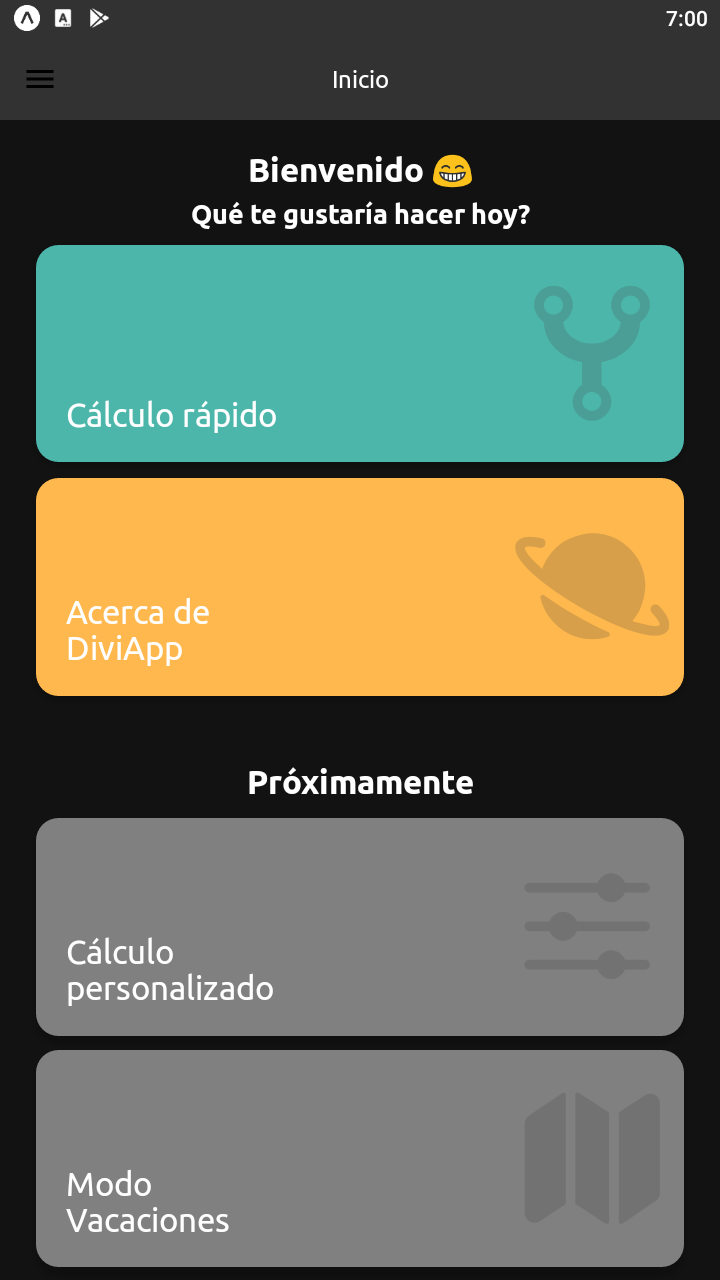 7:00
Inicio
Bienvenido 😁
Qué te gustaría hacer hoy?
Cálculo rápido
Acerca de
DiviApp
Próximamente
Cálculo
personalizado
Modo
Vacaciones